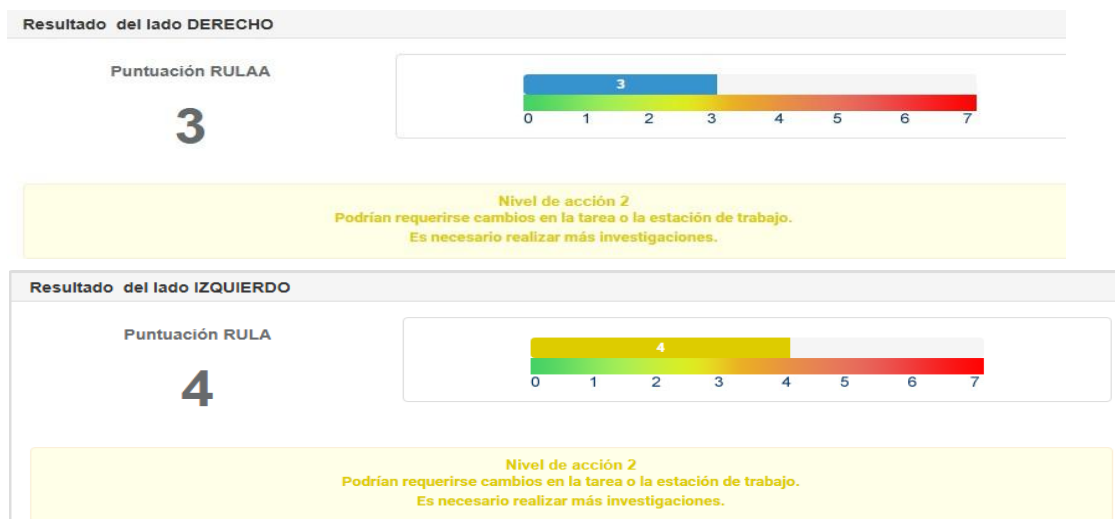 Resultado del lado DERECHO
Puntuación RULAA
3
3
0 1 2 3 4 5 6 7
Nivel de acción 2
Podrían requerirse cambios en la tarea o la estación de trabajo.
Es necesario realizar más investigaciones.
Resultado del lado IZQUIERDO
Puntuación RULA
4
4
0 1 2 3 4 5 6 7
Nivel de acción 2
Podrían requerirse cambios en la tarea o la estación de trabajo.
Es necesario realizar más investigaciones.